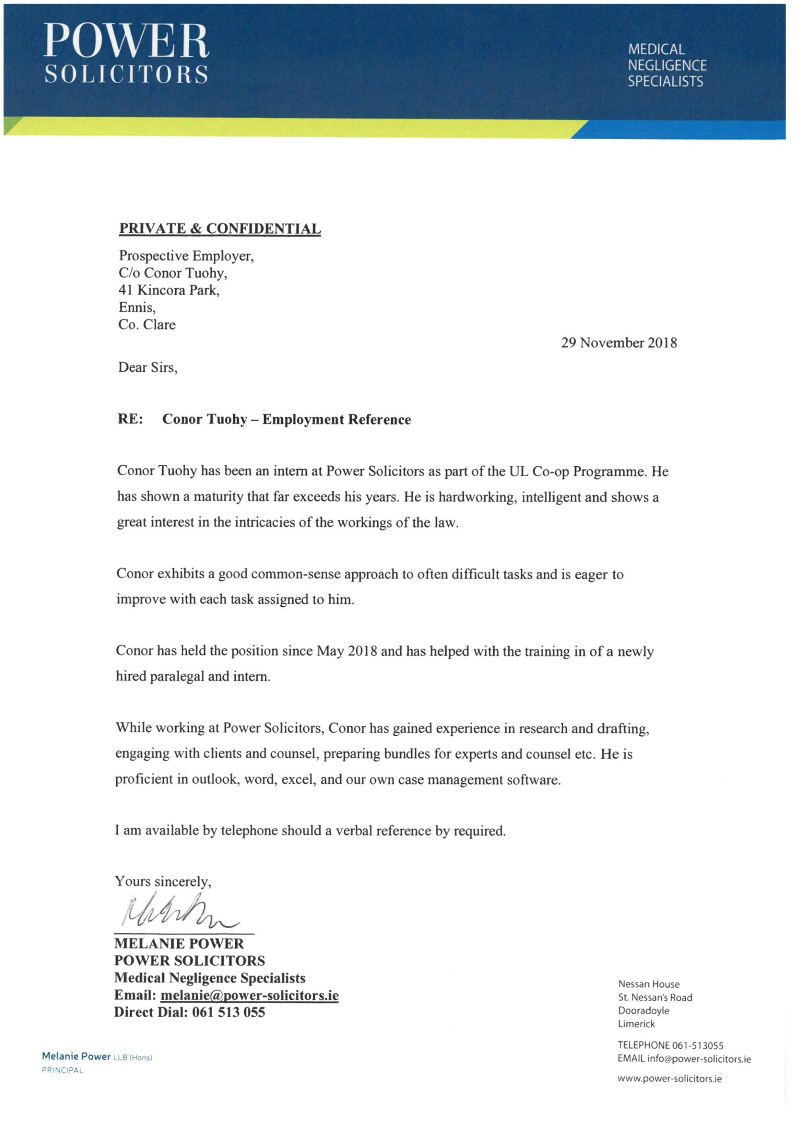 POWER
SOLICITORS
MEDICAL
NEGLIGENCE
SPECIALISTS
PRIVATE & CONFIDENTIAL
Prospective Employer,
C/o Conor Tuohy,
41 Kincora Park,
Ennis,
Co. Clare
29 November 2018
Dear Sirs,
RE: Conor Tuohy – Employment Reference
Conor Tuohy has been an intern at Power Solicitors as part of the UL Co-op Programme. He
has shown a maturity that far exceeds his years. He is hardworking, intelligent and shows a
great interest in the intricacies of the workings of the law.
Conor exhibits a good common-sense approach to often difficult tasks and is eager to
improve with each task assigned to him.
Conor has held the position since May 2018 and has helped with the training in of a newly
hired paralegal and intern.
While working at Power Solicitors, Conor has gained experience in research and drafting,
engaging with clients and counsel, preparing bundles for experts and counsel etc. He is
proficient in outlook, word, excel, and our own case management software.
I am available by telephone should a verbal reference by required.
Yours sincerely,
MELANIE POWER
POWER SOLICITORS
Medical Negligence Specialists
Email: melanie@power-solicitors.ie
Direct Dial: 061 513 055
Nessan House
St. Nessan's Road
Dooradoyle
Limerick
TELEPHONE 061-513055
EMAIL info@power-solicitors.ie
www.power-solicitors.ie
Melanie Power LLB (Hons)
PRINCIPAL